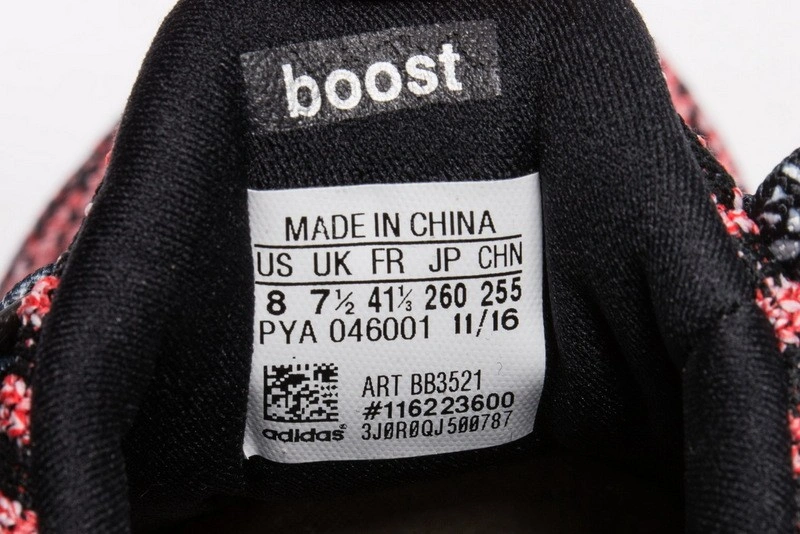 boost
MADE IN CHINA
US UK FR JP CHN
8 7½ 41⅓ 260 255
PYA 046001 11/16
ART BB3521
#116223600
adidas® 3J0R0QJ500787